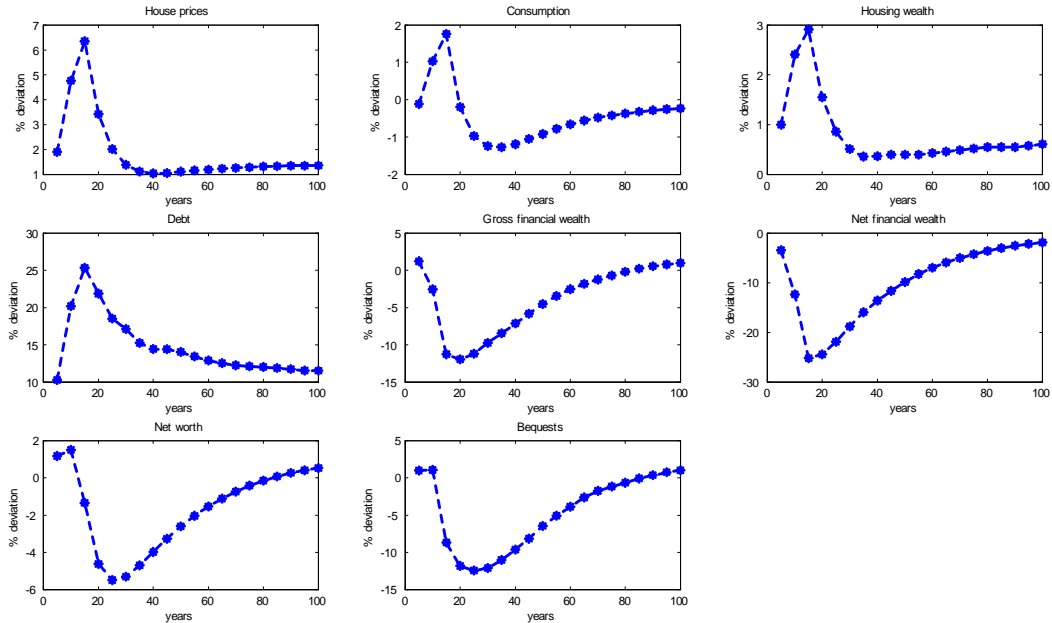 House prices
7
6
5
4
3
2
1
% deviation
0 20 40 60 80 100
years
Consumption
2
1
0
-1
-2
% deviation
0 20 40 60 80 100
years
Housing wealth
3
2
1
0
% deviation
0 20 40 60 80 100
years
Debt
30
25
20
15
10
% deviation
0 20 40 60 80 100
years
Gross financial wealth
5
0
-5
-10
-15
% deviation
0 20 40 60 80 100
years
Net financial wealth
0
-10
-20
-30
% deviation
0 20 40 60 80 100
years
Net worth
2
0
-2
-4
-6
% deviation
0 20 40 60 80 100
years
Bequests
5
0
-5
-10
-15
% deviation
0 20 40 60 80 100
years